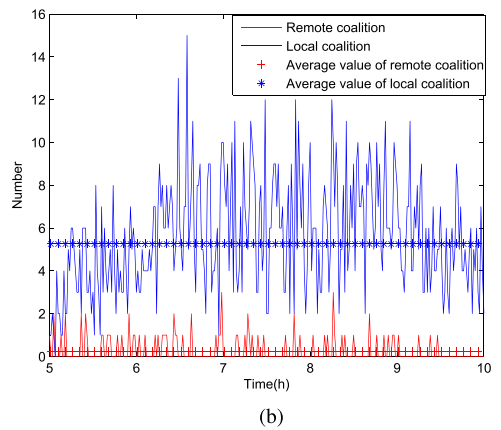 Remote coalition
Local coalition
Average value of remote coalition
Average value of local coalition
16
14
12
10
8
6
4
2
0
Number
5
6
7
8
9
10
Time(h)
(b)